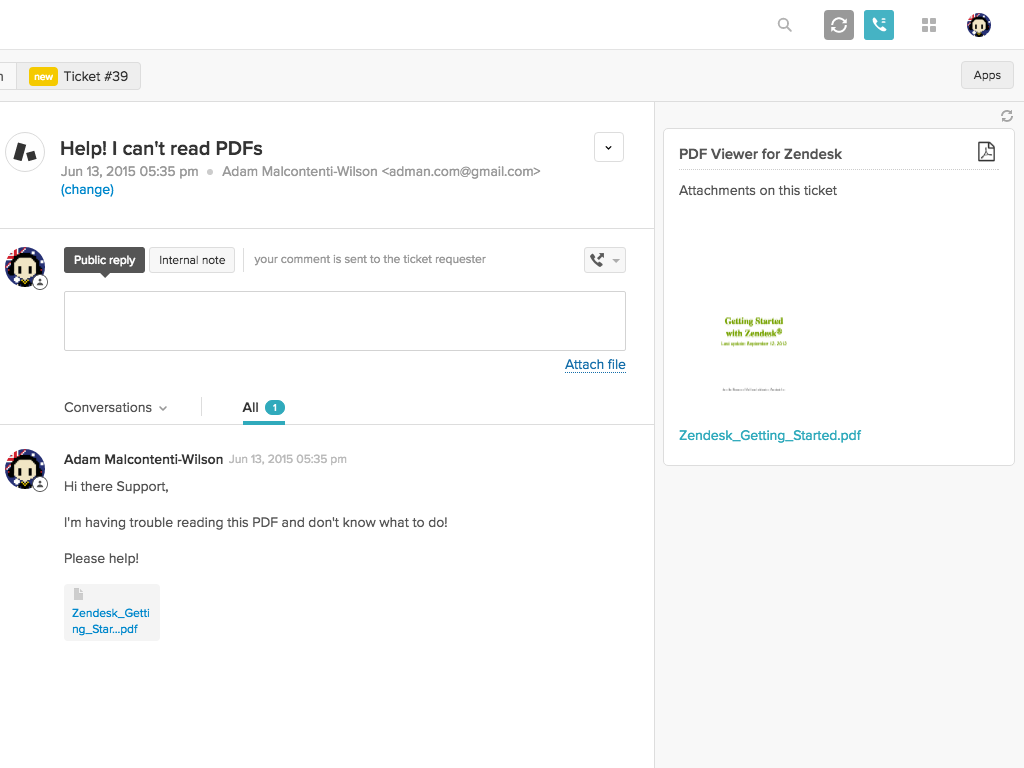 new Ticket #39
Apps
Help! I can't read PDFs
Jun 13, 2015 05:35 pm Adam Malcontenti-Wilson <adman.com@gmail.com>
(change)
Public reply Internal note your comment is sent to the ticket requester
Attach file
Conversations All 1
Adam Malcontenti-Wilson Jun 13, 2015 05:35 pm
Hi there Support,
I'm having trouble reading this PDF and don't know what to do!
Please help!
Zendesk_Getti
ng_Star...pdf
PDF Viewer for Zendesk
Attachments on this ticket
Getting Started
with Zendesk®
Last update: September 12, 2012
Zendesk_Getting_Started.pdf